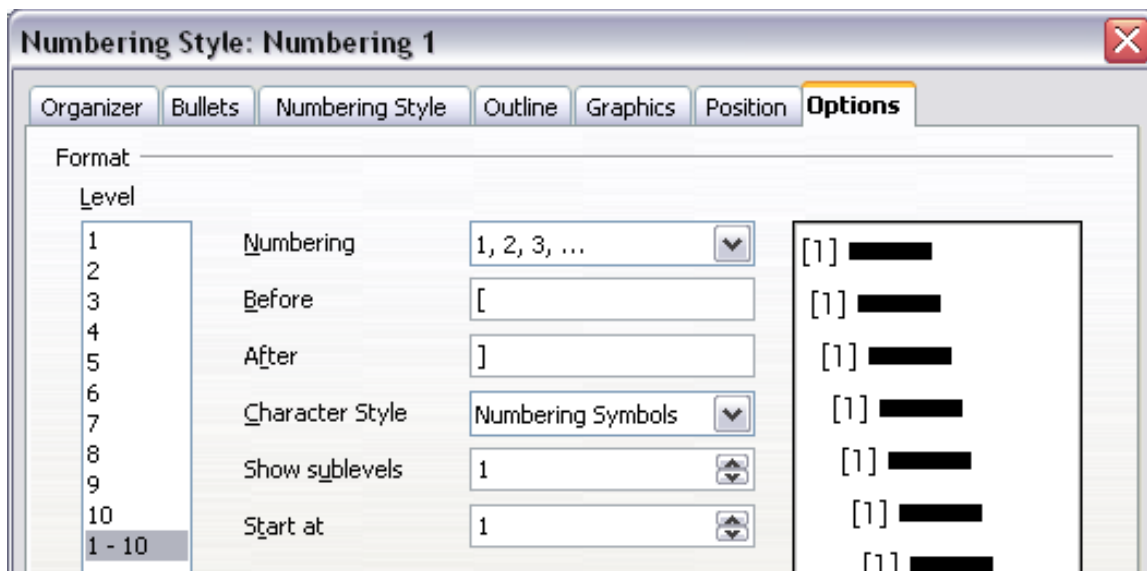 Numbering Style: Numbering 1
Organizer Bullets Numbering Style Outline Graphics Position Options
Format
Level
1
2
3
4
5
6
7
8
9
10
1 - 10
Numbering 1, 2, 3, ...
Before [
After ]
Character Style Numbering Symbols
Show sublevels 1
Start at 1
[1]
[1]
[1]
[1]
[1]
[1]
[1]